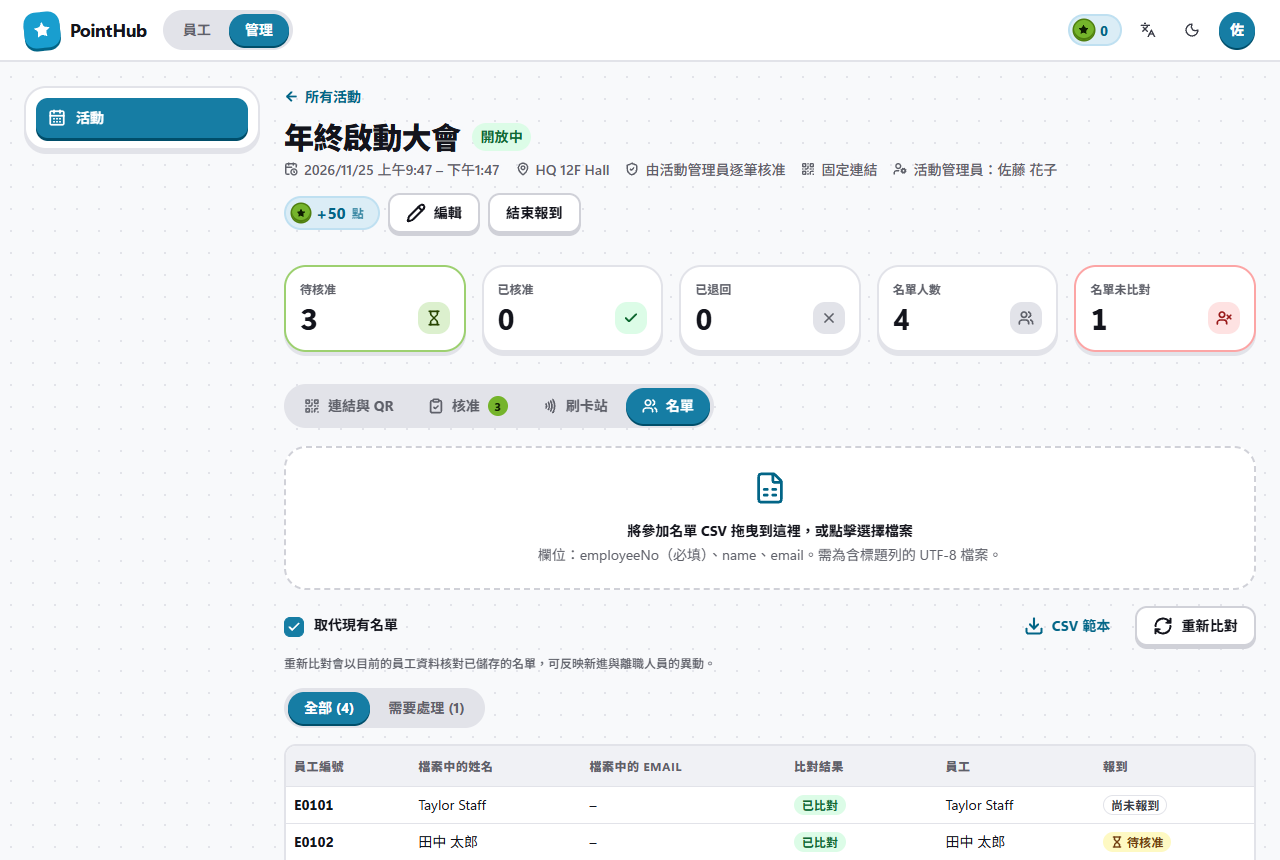 PointHub
員工
管理
0
佐
活動
所有活動
年終啟動大會
開放中
2026/11/25 上午9:47 – 下午1:47
HQ 12F Hall
由活動管理員逐筆核准
固定連結
活動管理員：佐藤 花子
+50 點
編輯
結束報到
待核准
3
已核准
0
已退回
0
名單人數
4
名單未比對
1
連結與 QR
核准
3
刷卡站
名單
將參加名單 CSV 拖曳到這裡，或點擊選擇檔案
欄位：employeeNo（必填）、name、email。需為含標題列的 UTF-8 檔案。
取代現有名單
CSV 範本
重新比對
重新比對會以目前的員工資料核對已儲存的名單，可反映新進與離職人員的異動。
全部 (4)
需要處理 (1)
員工編號 檔案中的姓名 檔案中的 EMAIL 比對結果 員工 報到
E0101 Taylor Staff – 已比對 Taylor Staff 尚未報到
E0102 田中 太郎 – 已比對 田中 太郎 待核准